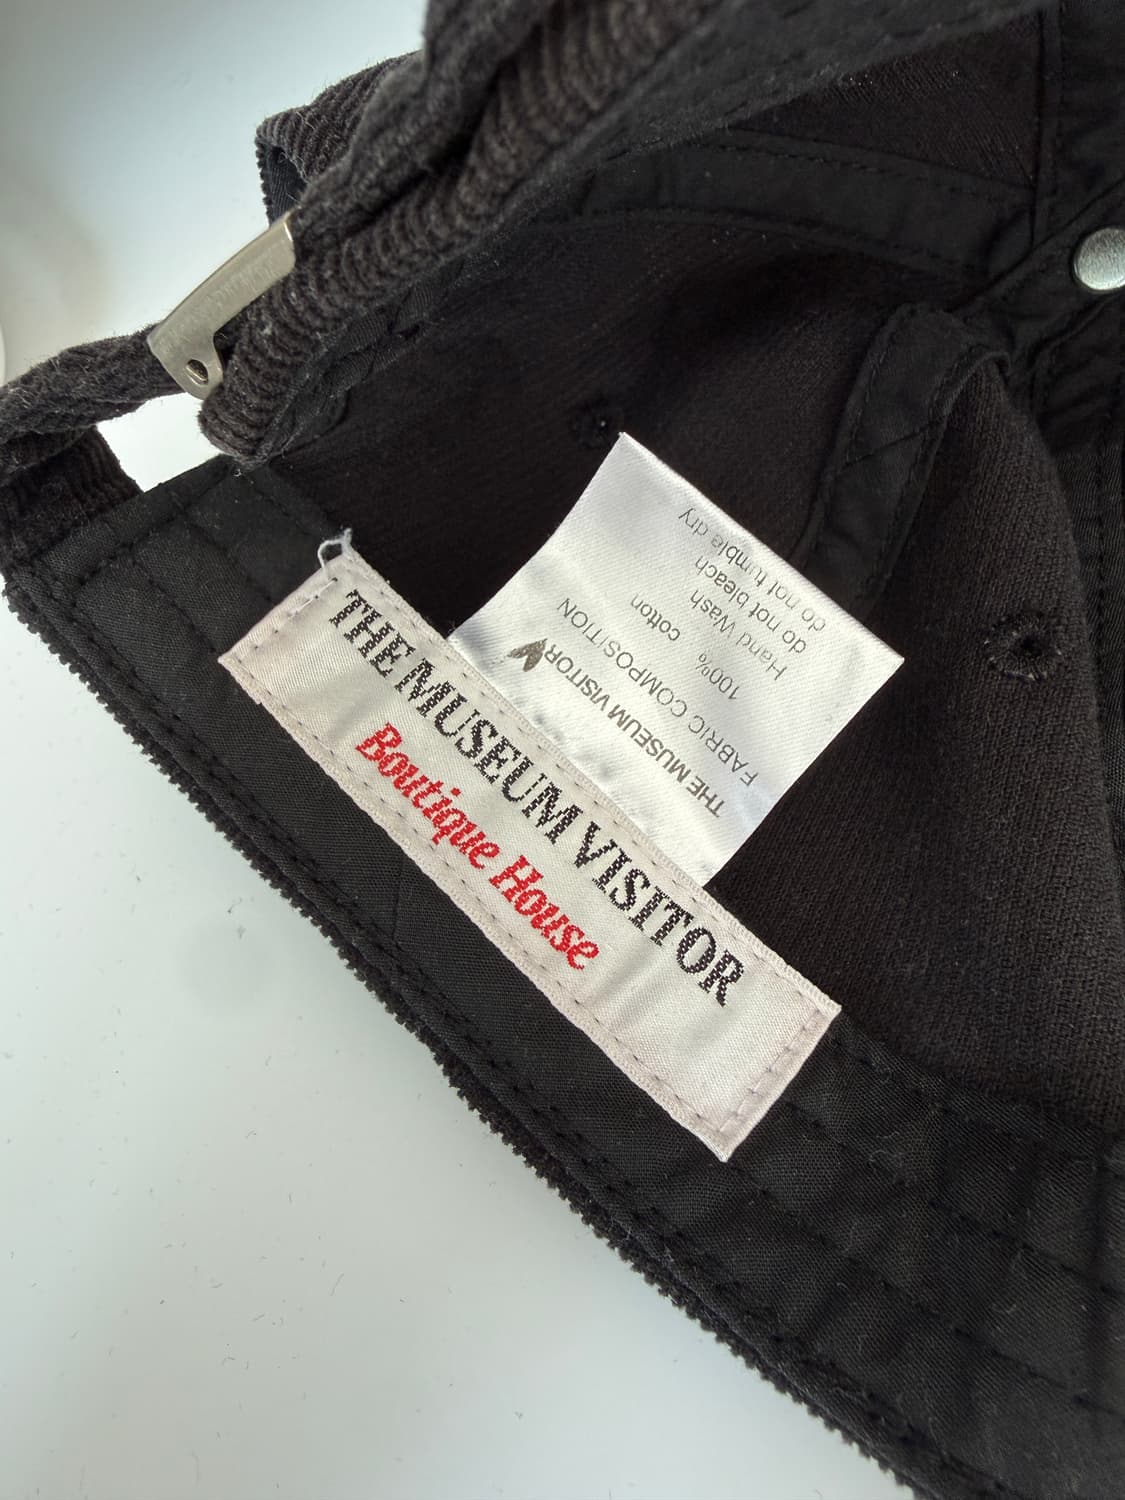 THE MUSEUM VISITOR
Boutique House
THE MUSEUM VISITOR
FABRIC COMPOSITION
100% cotton
Hand Wash
do not bleach
do not tumble dry